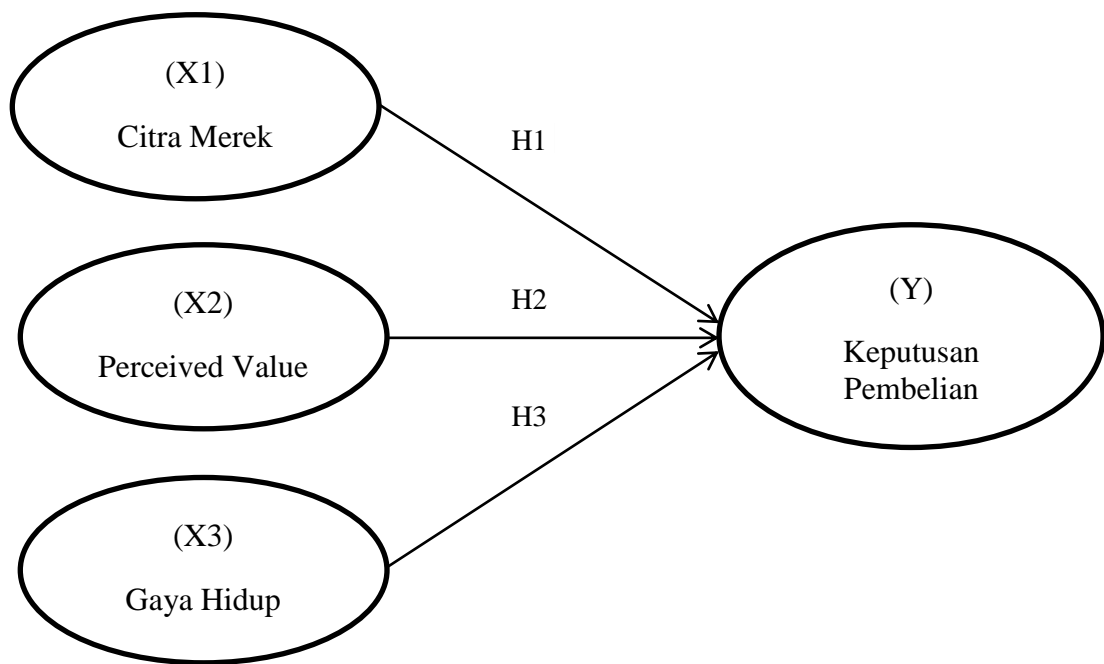 (X1)
Citra Merek
H1
(X2)
Perceived Value
H2
(Y)
Keputusan
Pembelian
H3
(X3)
Gaya Hidup